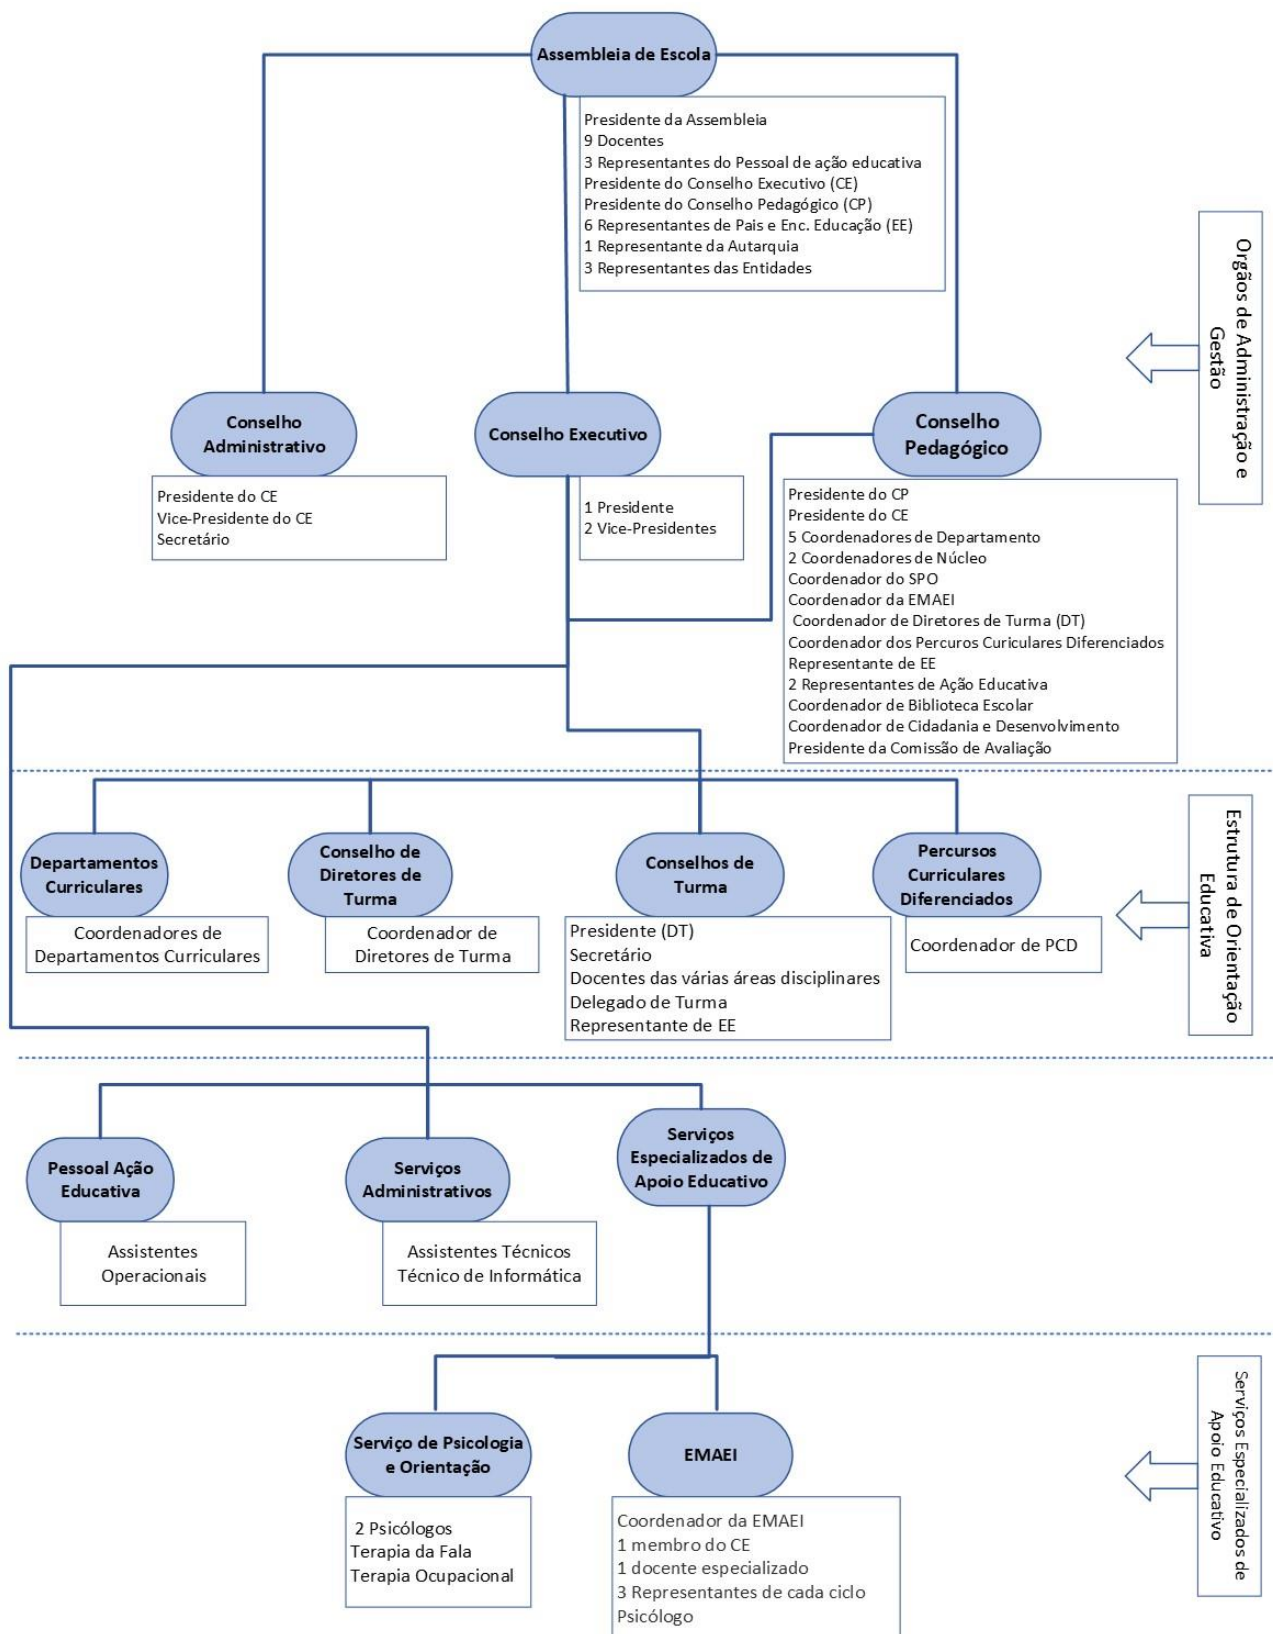 Assembleia de Escola
Presidente da Assembleia
9 Docentes
3 Representantes do Pessoal de ação educativa
Presidente do Conselho Executivo (CE)
Presidente do Conselho Pedagógico (CP)
6 Representantes de Pais e Enc. Educação (EE)
1 Representante da Autarquia
3 Representantes das Entidades
Orgãos de Administração e
Gestão
Conselho
Administrativo
Presidente do CE
Vice-Presidente do CE
Secretário
Conselho Executivo
1 Presidente
2 Vice-Presidentes
Conselho
Pedagógico
Presidente do CP
Presidente do CE
5 Coordenadores de Departamento
2 Coordenadores de Núcleo
Coordenador do SPO
Coordenador da EMAEI
Coordenador de Diretores de Turma (DT)
Coordenador dos Percuros Curiculares Diferenciados
Representante de EE
2 Representantes de Ação Educativa
Coordenador de Biblioteca Escolar
Coordenador de Cidadania e Desenvolvimento
Presidente da Comissão de Avaliação
Departamentos
Curriculares
Coordenadores de
Departamentos Curriculares
Conselho de
Diretores de
Turma
Coordenador de
Diretores de Turma
Conselhos de
Turma
Presidente (DT)
Secretário
Docentes das várias áreas disciplinares
Delegado de Turma
Representante de EE
Percursos
Curriculares
Diferenciados
Coordenador de PCD
Estrutura de Orientação
Educativa
Pessoal Ação
Educativa
Assistentes
Operacionais
Serviços
Administrativos
Assistentes Técnicos
Técnico de Informática
Serviços
Especializados de
Apoio Educativo
Serviço de Psicologia
e Orientação
2 Psicólogos
Terapia da Fala
Terapia Ocupacional
EMAEI
Coordenador da EMAEI
1 membro do CE
1 docente especializado
3 Representantes de cada ciclo
Psicólogo
Serviços Especializados de
Apoio Educativo